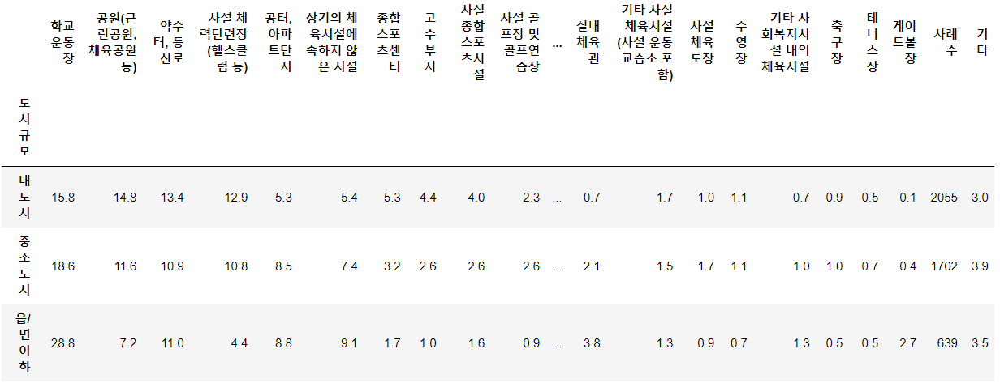 학교
운동
장
공원(근
린공원,
체육공원
등)
약수
터, 등
산로
사설 체
력단련장
(헬스클
럽 등)
공터,
아파
트단
지
상기의 체
육시설에
속하지 않
은 시설
종합
스포
츠센
터
고
수
부
지
사설
종합
스포
츠시
설
사설 골
프장 및
골프연
습장
...
실내
체육
관
기타 사설
체육시설
(사설 운동
교습소 포
함)
사설
체육
도장
수
영
장
기타 사
회복지시
설 내의
체육시설
축
구
장
테
니
스
장
게이
트볼
장
사례
수
기
타
도
시
규
모
대
도
시
15.8 14.8 13.4 12.9 5.3 5.4 5.3 4.4 4.0 2.3 ... 0.7 1.7 1.0 1.1 0.7 0.9 0.5 0.1 2055 3.0
중
소
도
시
18.6 11.6 10.9 10.8 8.5 7.4 3.2 2.6 2.6 2.6 ... 2.1 1.5 1.7 1.1 1.0 1.0 0.7 0.4 1702 3.9
읍/
면
이
하
28.8 7.2 11.0 4.4 8.8 9.1 1.7 1.0 1.6 0.9 ... 3.8 1.3 0.9 0.7 1.3 0.5 0.5 2.7 639 3.5